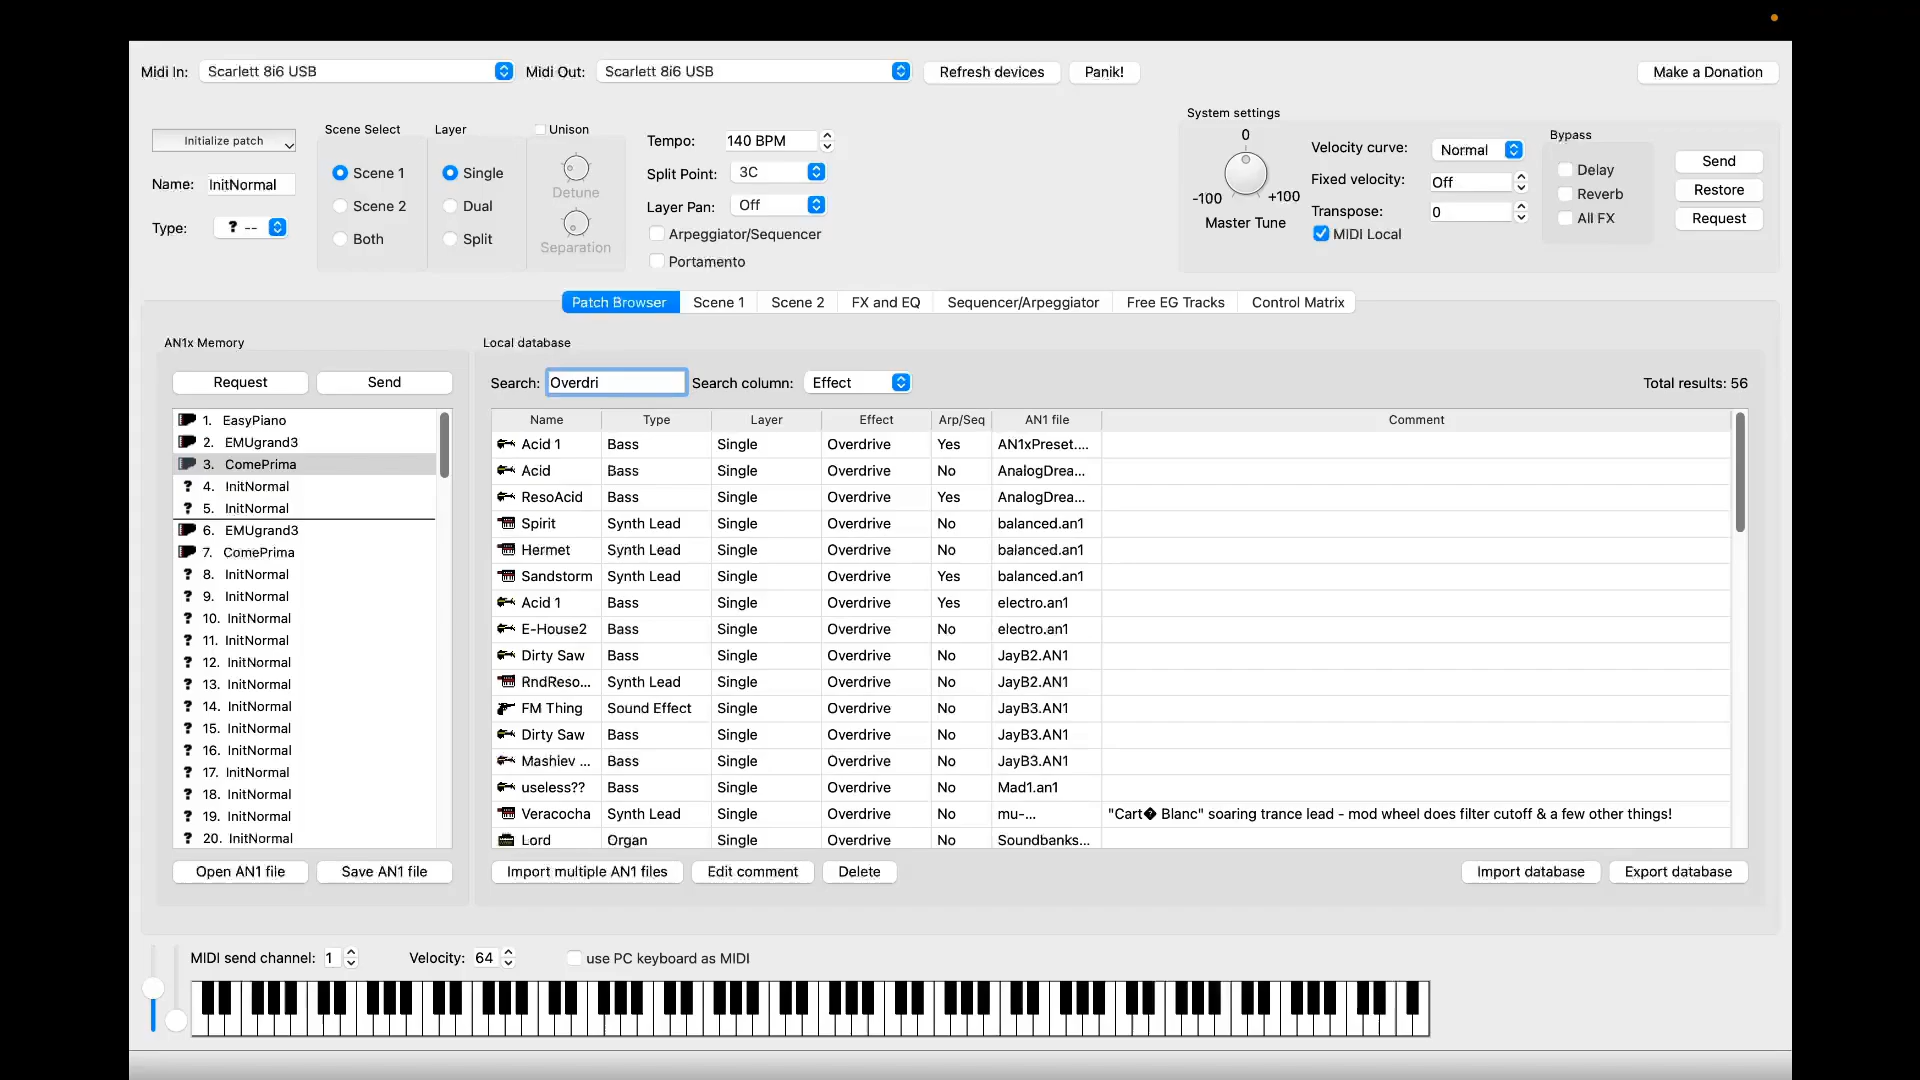 Midi In: Scarlett 8i6 USB Midi Out: Scarlett 8i6 USB Refresh devices Panik! Make a Donation
Initialize patch
Name: InitNormal
Type: ? --
Scene Select
Scene 1
Scene 2
Both
Layer
Single
Dual
Split
Unison
Detune
Separation
Tempo: 140 BPM
Split Point: 3C
Layer Pan: Off
Arpeggiator/Sequencer
Portamento
System settings
0
-100 +100
Master Tune
Velocity curve: Normal
Fixed velocity: Off
Transpose: 0
MIDI Local
Bypass
Delay
Reverb
All FX
Send
Restore
Request
Patch Browser Scene 1 Scene 2 FX and EQ Sequencer/Arpeggiator Free EG Tracks Control Matrix
AN1x Memory
Request Send
1. EasyPiano
2. EMUgrand3
3. ComePrima
? 4. InitNormal
? 5. InitNormal
6. EMUgrand3
7. ComePrima
? 8. InitNormal
? 9. InitNormal
? 10. InitNormal
? 11. InitNormal
? 12. InitNormal
? 13. InitNormal
? 14. InitNormal
? 15. InitNormal
? 16. InitNormal
? 17. InitNormal
? 18. InitNormal
? 19. InitNormal
? 20. InitNormal
Open AN1 file Save AN1 file
Local database
Search: Overdri Search column: Effect Total results: 56
Name Type Layer Effect Arp/Seq AN1 file Comment
Acid 1 Bass Single Overdrive Yes AN1xPreset....
Acid Bass Single Overdrive No AnalogDrea...
ResoAcid Bass Single Overdrive Yes AnalogDrea...
Spirit Synth Lead Single Overdrive No balanced.an1
Hermet Synth Lead Single Overdrive No balanced.an1
Sandstorm Synth Lead Single Overdrive Yes balanced.an1
Acid 1 Bass Single Overdrive Yes electro.an1
E-House2 Bass Single Overdrive No electro.an1
Dirty Saw Bass Single Overdrive No JayB2.AN1
RndReso... Synth Lead Single Overdrive No JayB2.AN1
FM Thing Sound Effect Single Overdrive No JayB3.AN1
Dirty Saw Bass Single Overdrive No JayB3.AN1
Mashiev ... Bass Single Overdrive No JayB3.AN1
useless?? Bass Single Overdrive No Mad1.an1
Veracocha Synth Lead Single Overdrive No mu-... "Cart� Blanc" soaring trance lead - mod wheel does filter cutoff & a few other things!
Lord Organ Single Overdrive No Soundbanks...
Import multiple AN1 files Edit comment Delete Import database Export database
MIDI send channel: 1 Velocity: 64 use PC keyboard as MIDI